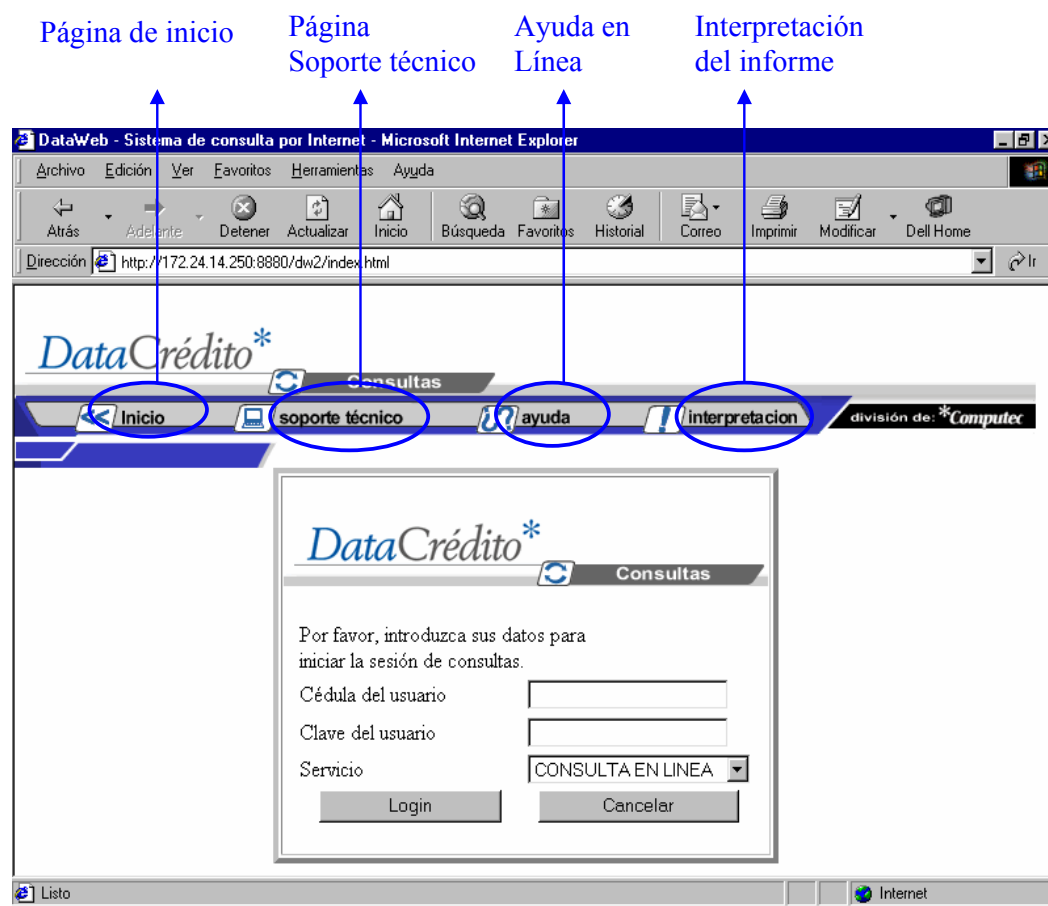 Página de inicio
Página
Soporte técnico
Ayuda en
Línea
Interpretación
del informe
DataWeb - Sistema de consulta por Internet - Microsoft Internet Explorer
Archivo Edición Ver Favoritos Herramientas Ayuda
Atrás Adelante Detener Actualizar Inicio Búsqueda Favoritos Historial Correo Imprimir Modificar Dell Home
Dirección http://172.24.14.250:8880/dw2/index.html Ir
DataCrédito*
Consultas
<< Inicio soporte técnico ¿? ayuda ! interpretacion división de: *Computec
DataCrédito*
Consultas
Por favor, introduzca sus datos para
iniciar la sesión de consultas.
Cédula del usuario
Clave del usuario
Servicio CONSULTA EN LINEA
Login Cancelar
Listo Internet